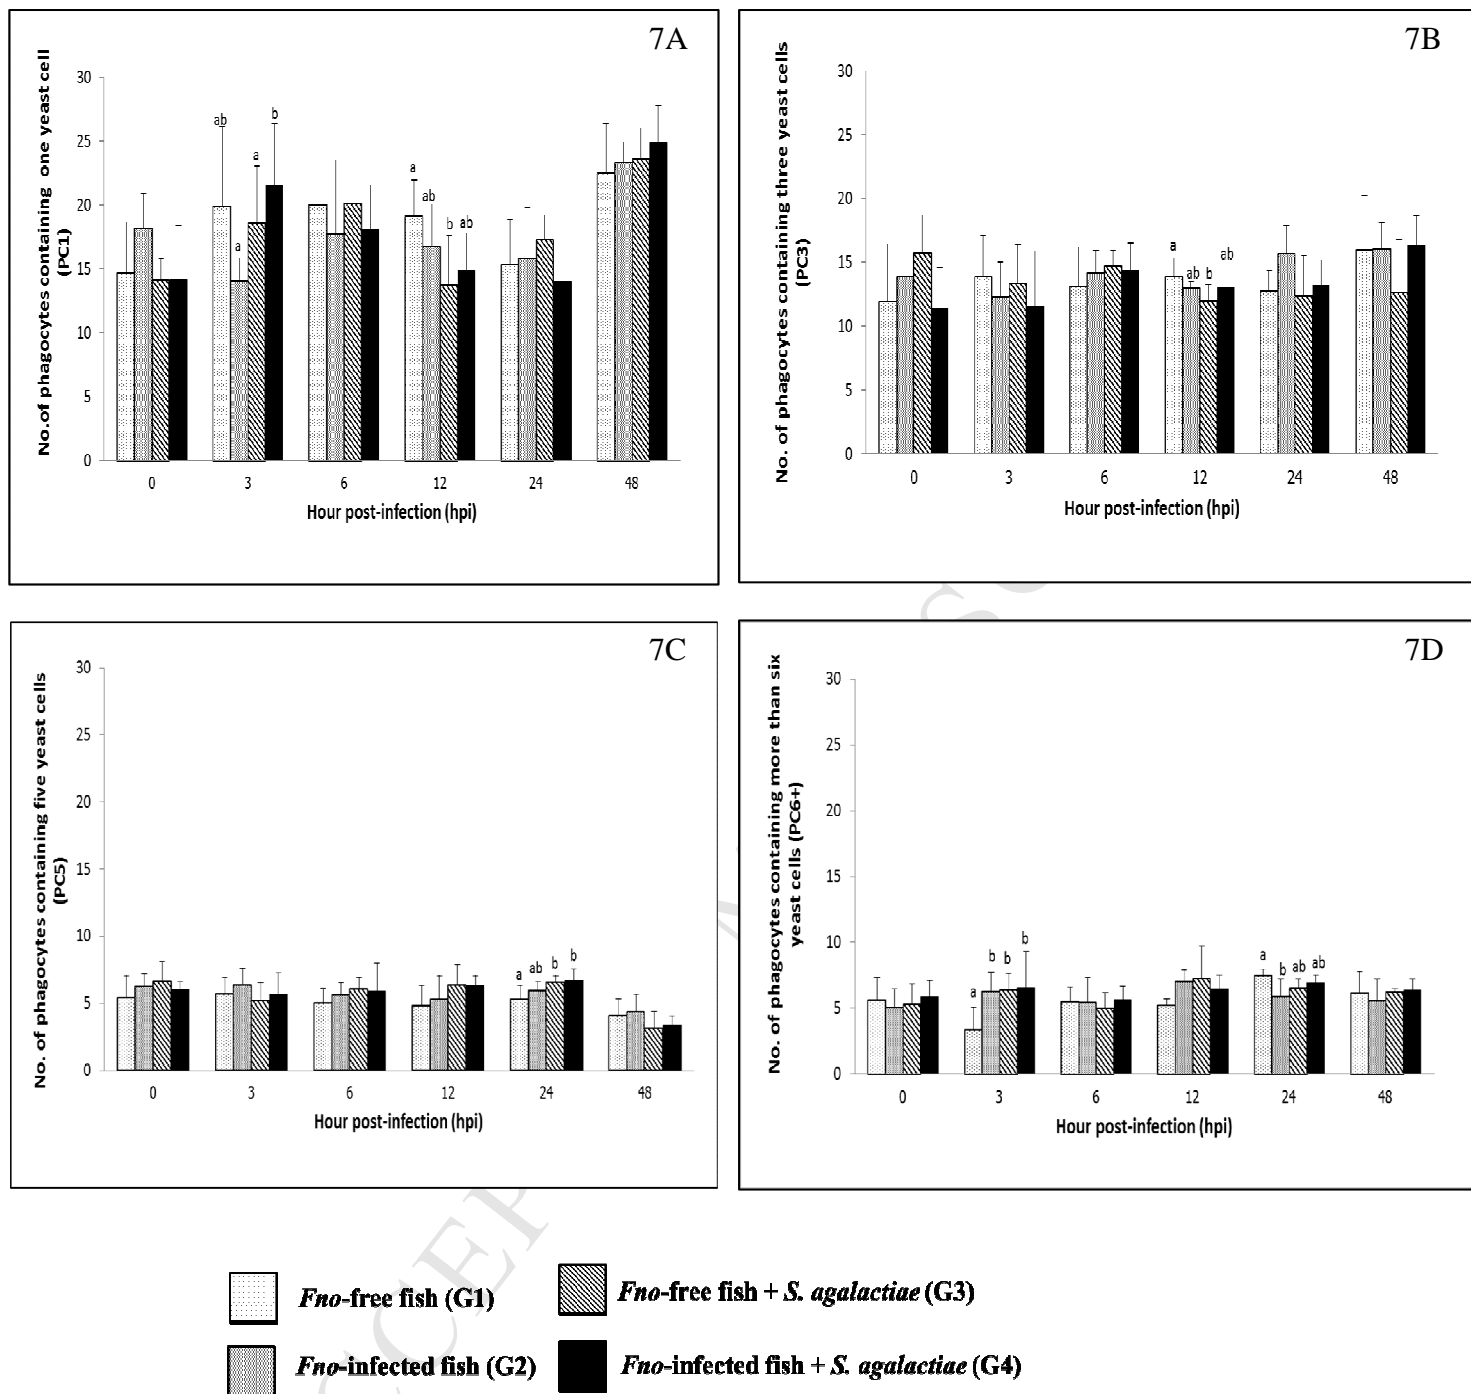 7A
No.of phagocytes containing one yeast cell
(PC1)
30
25
20
15
10
5
0
ab
a
a
b
a
ab
b
ab
0 3 6 12 24 48
Hour post-infection (hpi)
7B
No. of phagocytes containing three yeast cells
(PC3)
30
25
20
15
10
5
0
a
ab
b
ab
0 3 6 12 24 48
Hour post-infection (hpi)
7C
No. of phagocytes containing five yeast cells
(PC5)
30
25
20
15
10
5
0
a
ab
b
b
0 3 6 12 24 48
Hour post-infection (hpi)
7D
No. of phagocytes containing more than six
yeast cells (PC6+)
30
25
20
15
10
5
0
a
b
b
b
a
b
ab
ab
0 3 6 12 24 48
Hour post-infection (hpi)
Fno-free fish (G1)
Fno-free fish + S. agalactiae (G3)
Fno-infected fish (G2)
Fno-infected fish + S. agalactiae (G4)